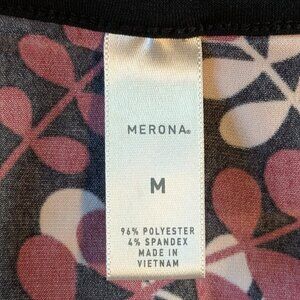 MERONA®
M
96% POLYESTER
4% SPANDEX
MADE IN
VIETNAM